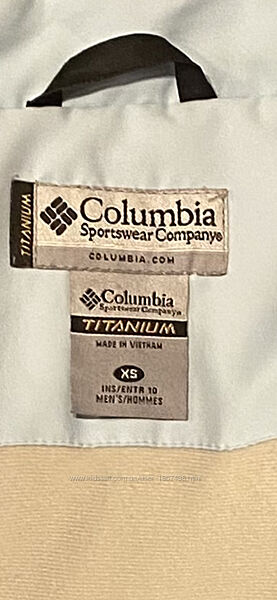 TITANIUM
Columbia
Sportswear Company®
COLUMBIA.COM
Columbia
Sportswear Company®
TITANIUM
MADE IN VIETNAM
XS
INS/ENTR 10
MEN'S/HOMMES